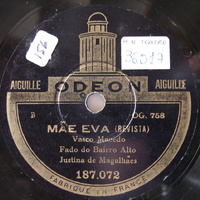 AIGUILLE ODEON AIGUILLE
B OG. 758
MAE EVA (REVISTA)
Vasco Macedo
Fado do Bairro Alto
Justina de Magalhães
187.072
FABRIQUÉ EN FRANCE